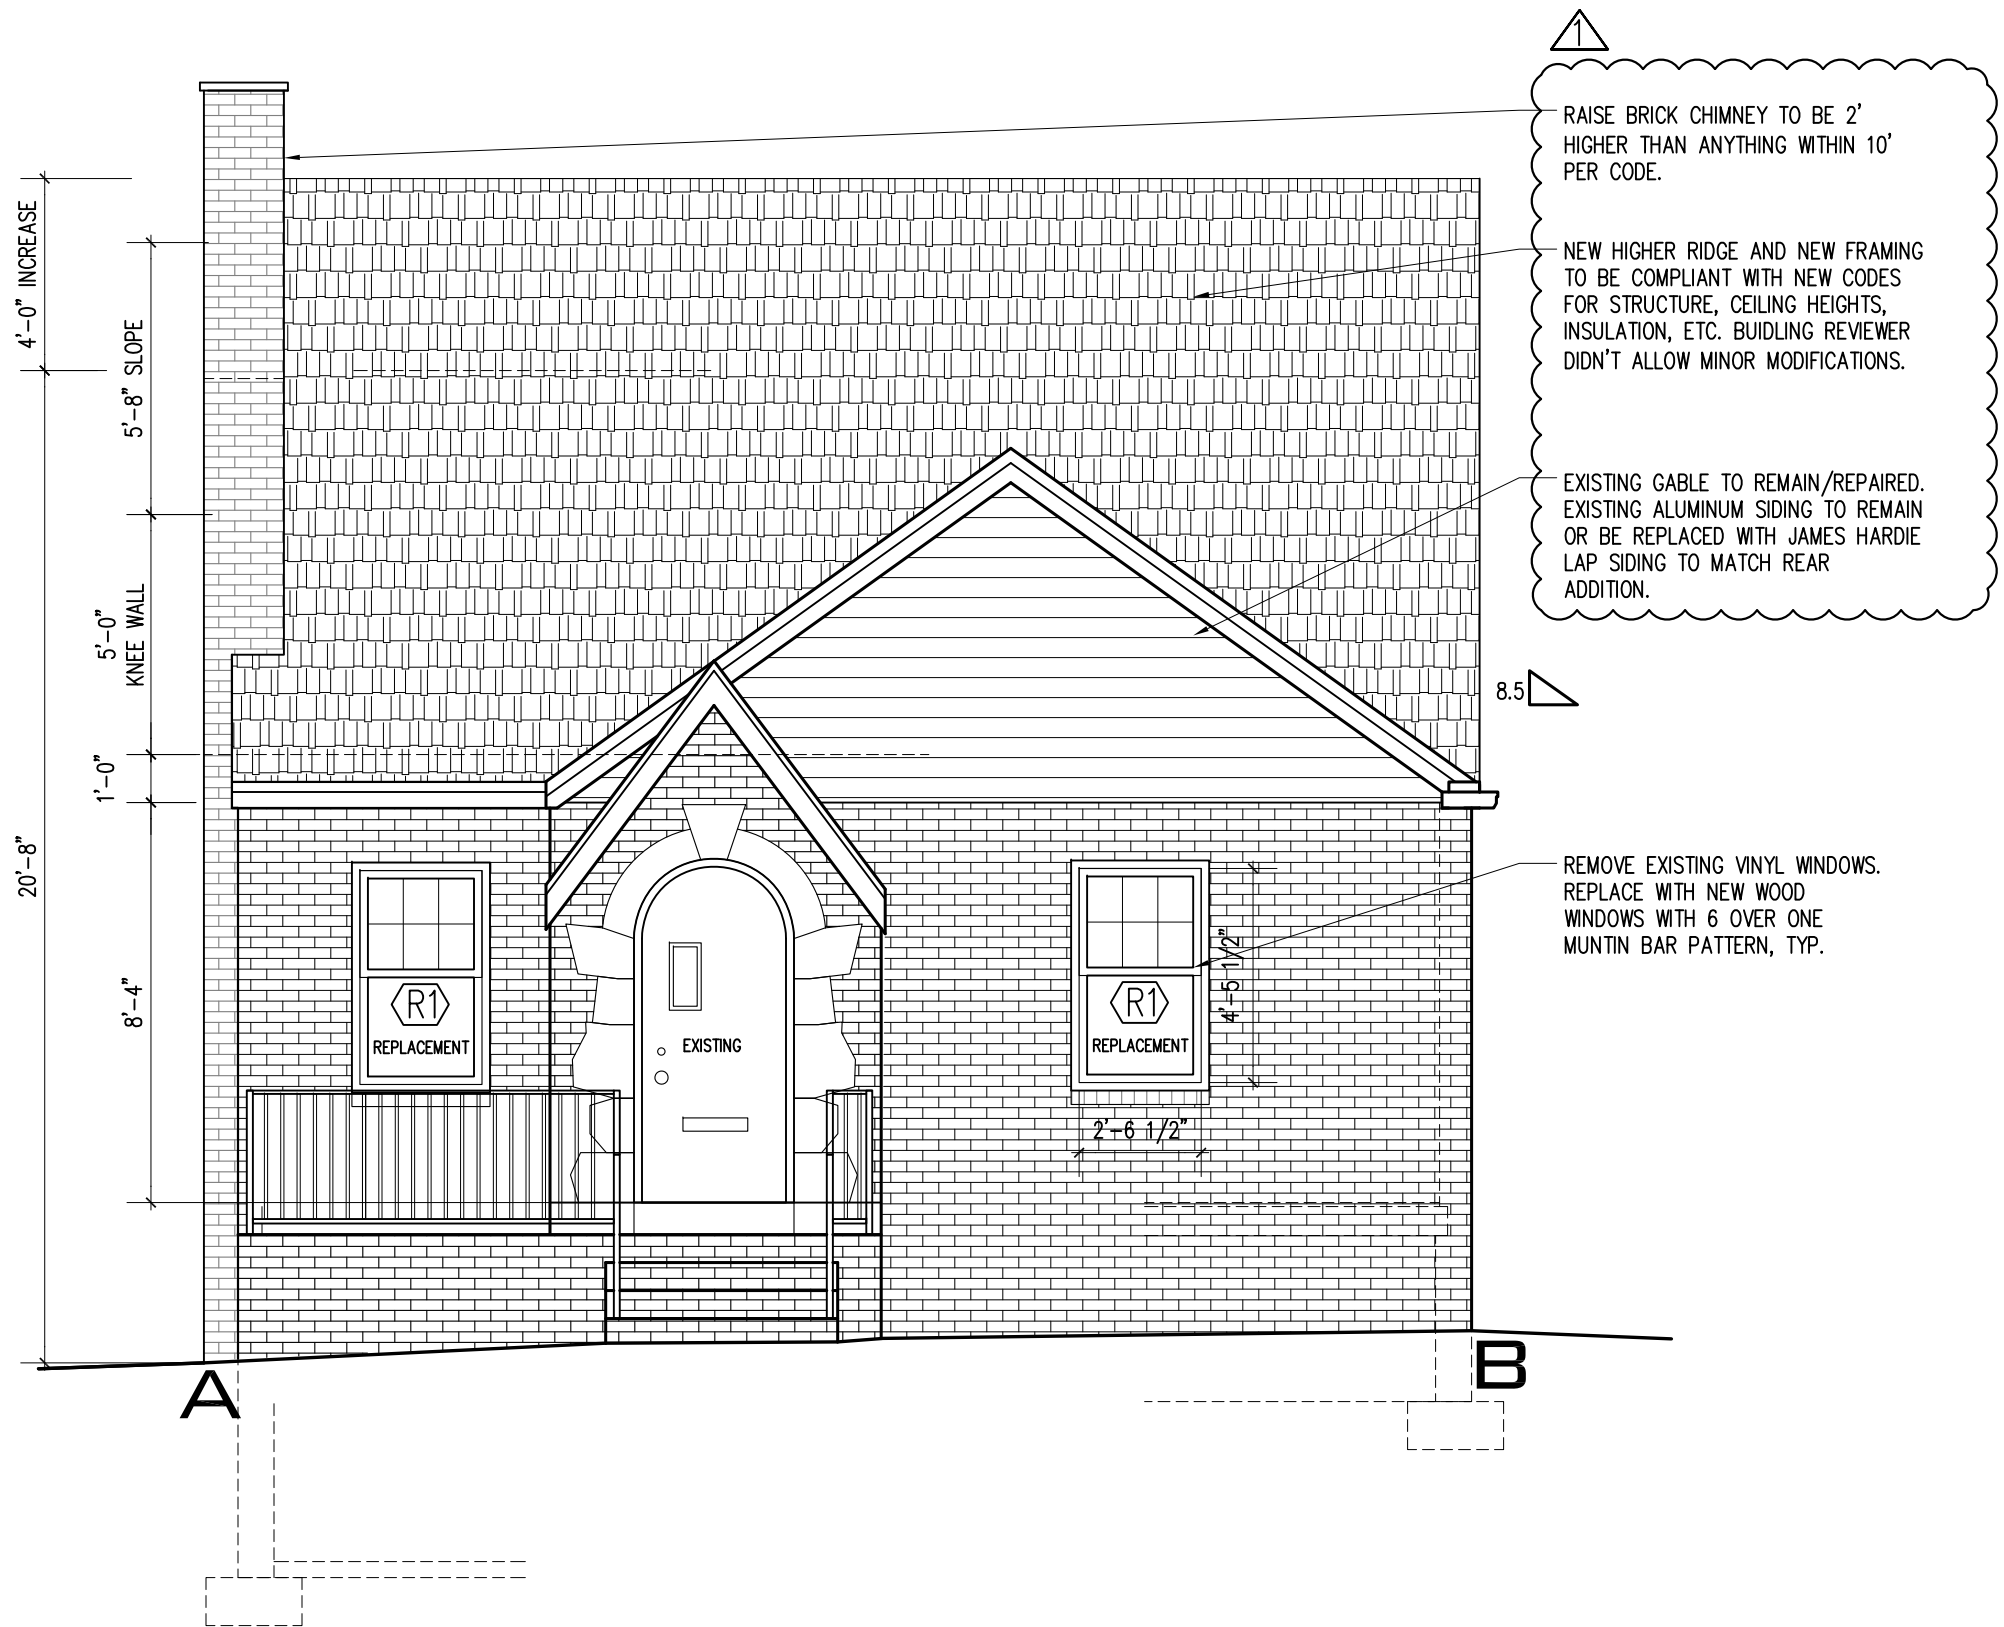 1
RAISE BRICK CHIMNEY TO BE 2'
HIGHER THAN ANYTHING WITHIN 10'
PER CODE.
NEW HIGHER RIDGE AND NEW FRAMING
TO BE COMPLIANT WITH NEW CODES
FOR STRUCTURE, CEILING HEIGHTS,
INSULATION, ETC. BUIDLING REVIEWER
DIDN'T ALLOW MINOR MODIFICATIONS.
EXISTING GABLE TO REMAIN/REPAIRED.
EXISTING ALUMINUM SIDING TO REMAIN
OR BE REPLACED WITH JAMES HARDIE
LAP SIDING TO MATCH REAR
ADDITION.
8.5
REMOVE EXISTING VINYL WINDOWS.
REPLACE WITH NEW WOOD
WINDOWS WITH 6 OVER ONE
MUNTIN BAR PATTERN, TYP.
4'-0" INCREASE
5'-8" SLOPE
5'-0"
KNEE WALL
1'-0"
20'-8"
8'-4"
R1
REPLACEMENT
EXISTING
R1
REPLACEMENT
4'-5 1/2"
2'-6 1/2"
A
B